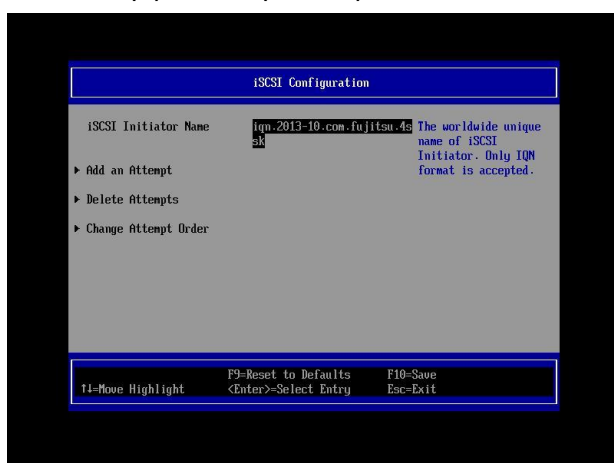 iSCSI Configuration
iSCSI Initiator Name
iqn.2013-10.com.fujitsu.4s
sk
The worldwide unique
name of iSCSI
Initiator. Only IQN
format is accepted.
▶ Add an Attempt
▶ Delete Attempts
▶ Change Attempt Order
F9=Reset to Defaults F10=Save
↑↓=Move Highlight <Enter>=Select Entry Esc=Exit